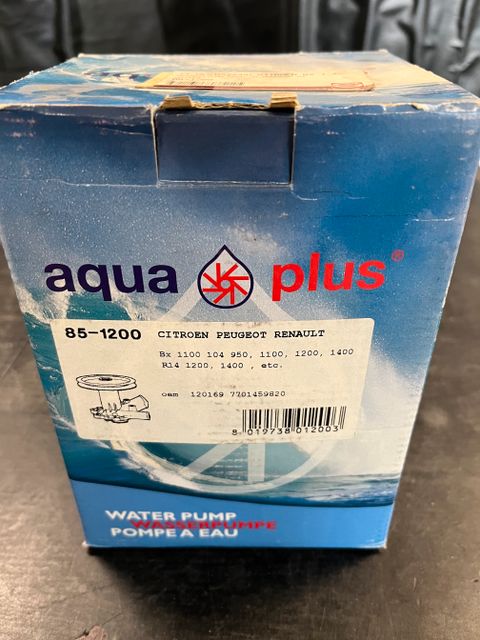 aqua plus®
85-1200 CITROEN PEUGEOT RENAULT
Bx 1100 104 950, 1100, 1200, 1400
R14 1200, 1400 , etc.
oem 120169 7701459820
8 019738 012003
WATER PUMP
WASSERPUMPE
POMPE A EAU